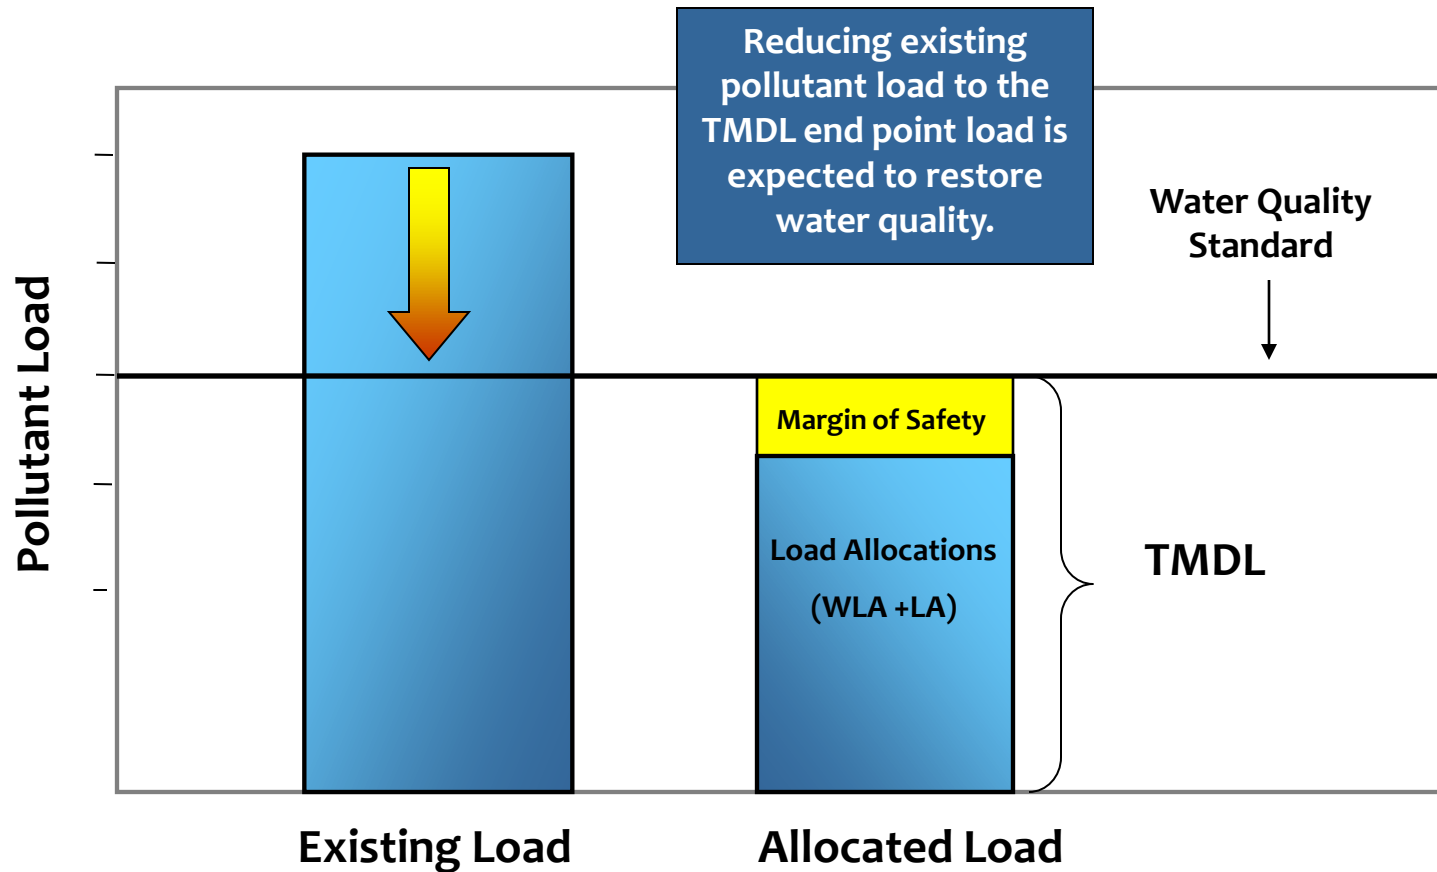 Reducing existing
pollutant load to the
TMDL end point load is
expected to restore
water quality.
Water Quality
Standard
Pollutant Load
Margin of Safety
Load Allocations
(WLA +LA)
TMDL
Existing Load
Allocated Load